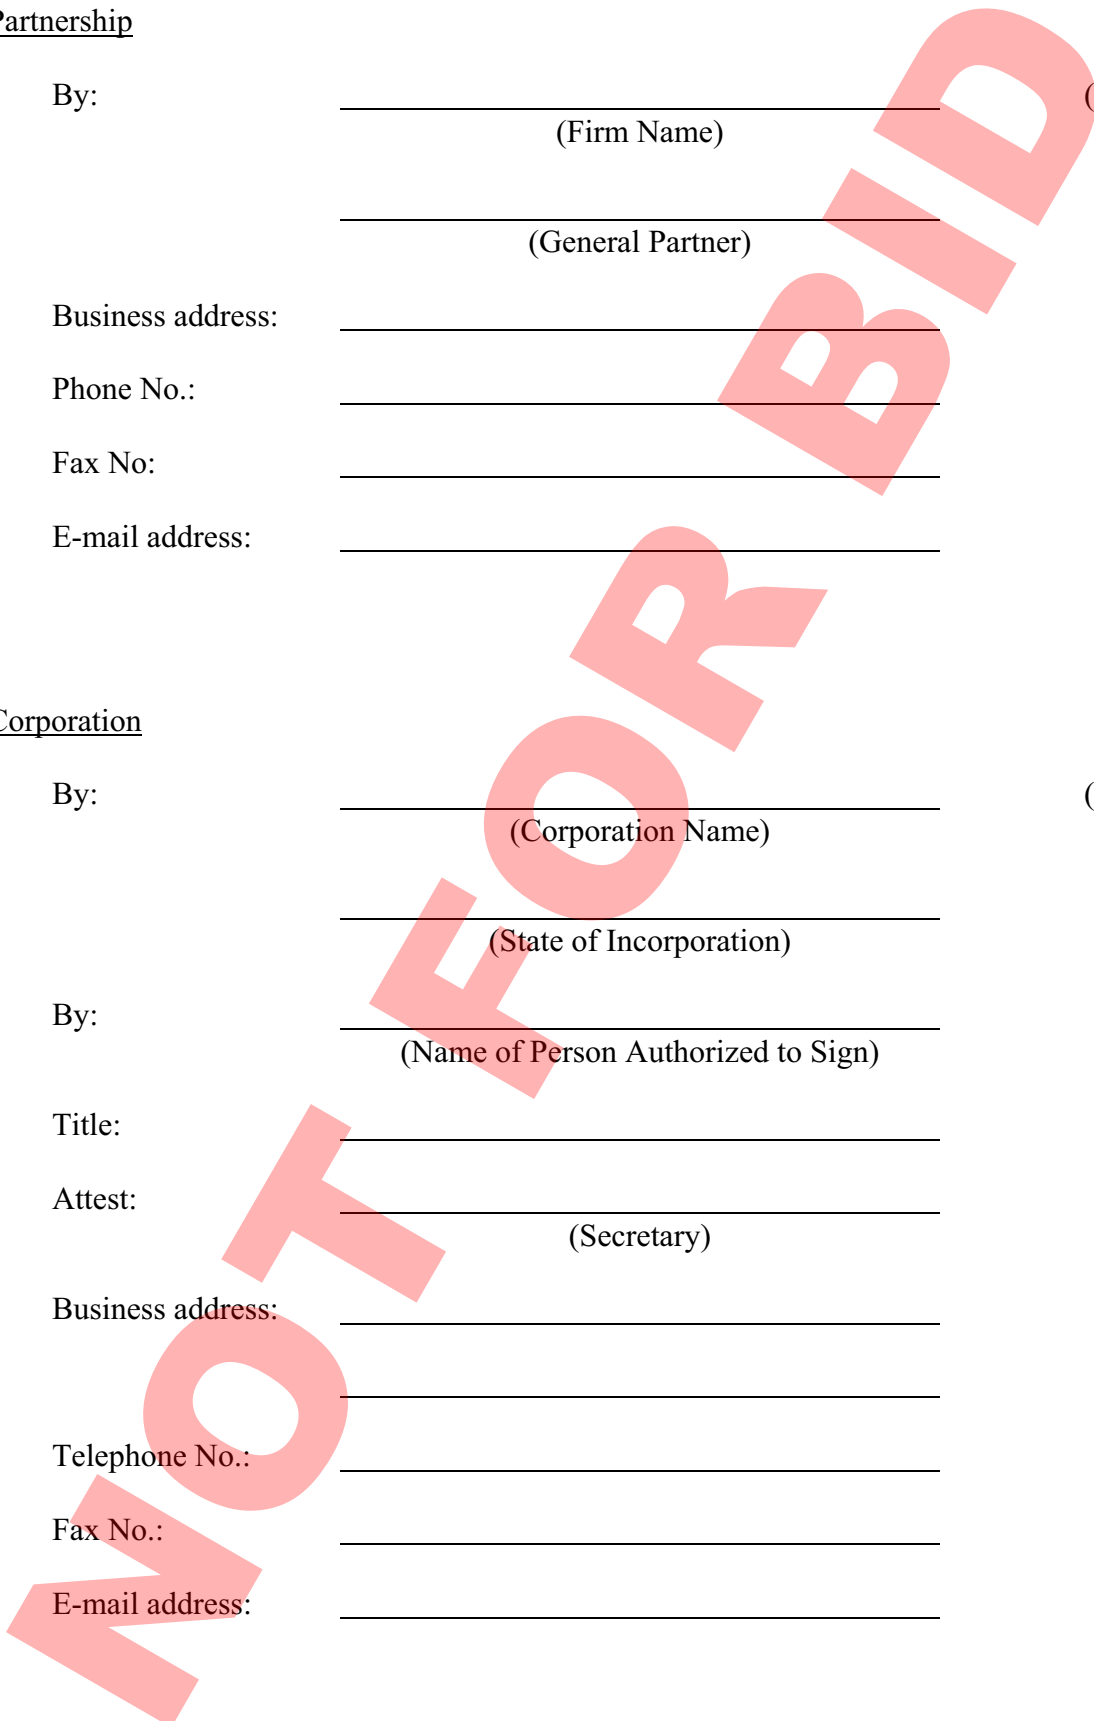 Partnership
By: (
(Firm Name)
(General Partner)
Business address:
Phone No.:
Fax No:
E-mail address:
Corporation
By: (
(Corporation Name)
(State of Incorporation)
By:
(Name of Person Authorized to Sign)
Title:
Attest:
(Secretary)
Business address:
Telephone No.:
Fax No.:
E-mail address:
NOT FOR BID